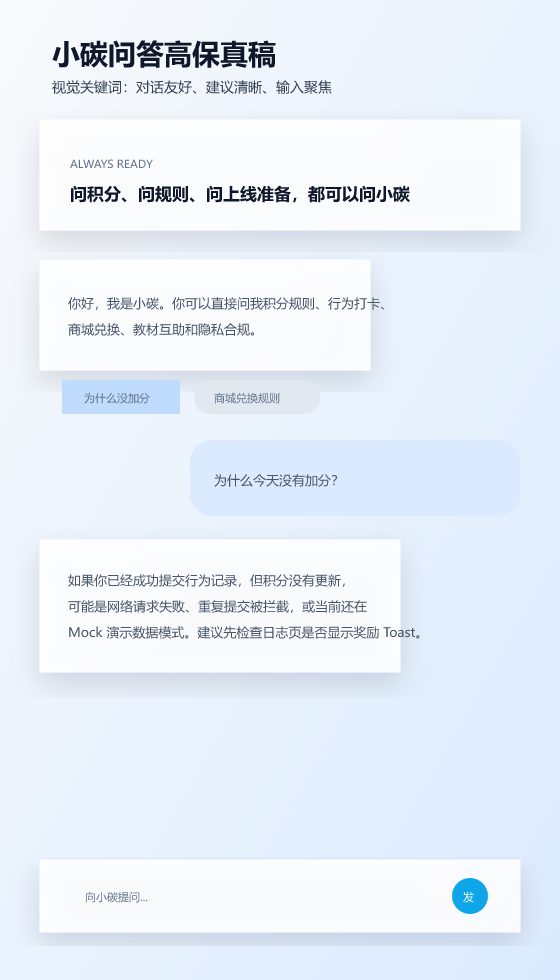 小碳问答高保真稿
视觉关键词：对话友好、建议清晰、输入聚焦
ALWAYS READY
问积分、问规则、问上线准备，都可以问小碳
你好，我是小碳。你可以直接问我积分规则、行为打卡、
商城兑换、教材互助和隐私合规。
为什么没加分
商城兑换规则
为什么今天没有加分？
如果你已经成功提交行为记录，但积分没有更新，
可能是网络请求失败、重复提交被拦截，或当前还在
Mock 演示数据模式。建议先检查日志页是否显示奖励 Toast。
向小碳提问...
发